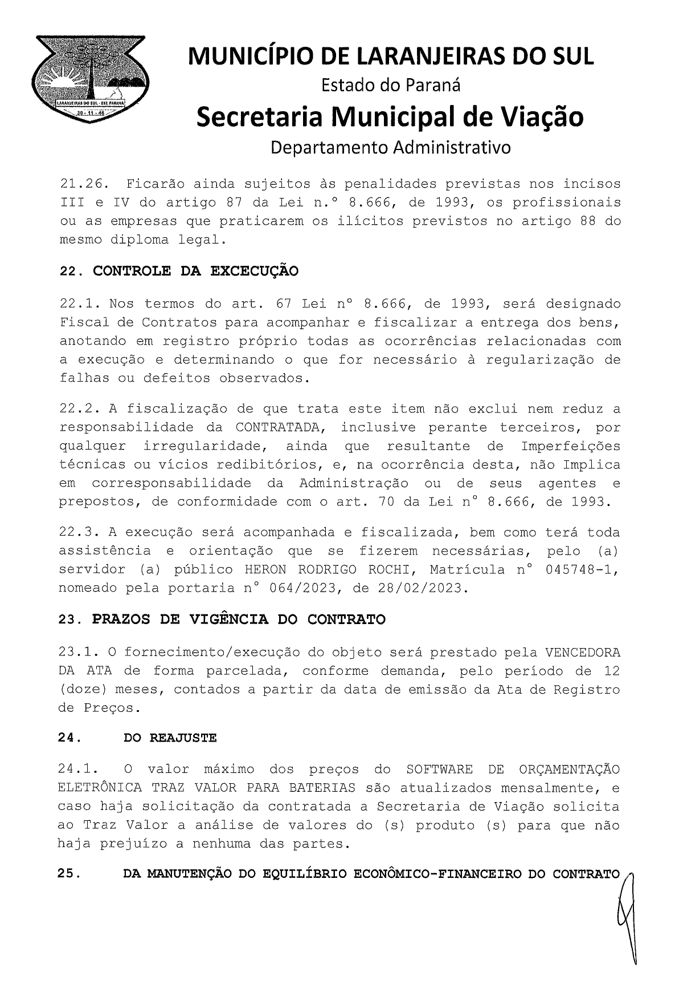 MUNICÍPIO DE LARANJEIRAS DO SUL
Estado do Paraná
Secretaria Municipal de Viação
Departamento Administrativo
LARANJEIRAS DO SUL - EST. PARANÁ
30 - 11 - 46
21.26. Ficarão ainda sujeitos às penalidades previstas nos incisos
III e IV do artigo 87 da Lei n.º 8.666, de 1993, os profissionais
ou as empresas que praticarem os ilícitos previstos no artigo 88 do
mesmo diploma legal.
22. CONTROLE DA EXCECUÇÃO
22.1. Nos termos do art. 67 Lei nº 8.666, de 1993, será designado
Fiscal de Contratos para acompanhar e fiscalizar a entrega dos bens,
anotando em registro próprio todas as ocorrências relacionadas com
a execução e determinando o que for necessário à regularização de
falhas ou defeitos observados.
22.2. A fiscalização de que trata este item não exclui nem reduz a
responsabilidade da CONTRATADA, inclusive perante terceiros, por
qualquer irregularidade, ainda que resultante de Imperfeições
técnicas ou vícios redibitórios, e, na ocorrência desta, não Implica
em corresponsabilidade da Administração ou de seus agentes e
prepostos, de conformidade com o art. 70 da Lei nº 8.666, de 1993.
22.3. A execução será acompanhada e fiscalizada, bem como terá toda
assistência e orientação que se fizerem necessárias, pelo (a)
servidor (a) público HERON RODRIGO ROCHI, Matrícula nº 045748-1,
nomeado pela portaria nº 064/2023, de 28/02/2023.
23. PRAZOS DE VIGÊNCIA DO CONTRATO
23.1. O fornecimento/execução do objeto será prestado pela VENCEDORA
DA ATA de forma parcelada, conforme demanda, pelo período de 12
(doze) meses, contados a partir da data de emissão da Ata de Registro
de Preços.
24. DO REAJUSTE
24.1. O valor máximo dos preços do SOFTWARE DE ORÇAMENTAÇÃO
ELETRÔNICA TRAZ VALOR PARA BATERIAS são atualizados mensalmente, e
caso haja solicitação da contratada a Secretaria de Viação solicita
ao Traz Valor a análise de valores do (s) produto (s) para que não
haja prejuízo a nenhuma das partes.
25. DA MANUTENÇÃO DO EQUILÍBRIO ECONÔMICO-FINANCEIRO DO CONTRATO